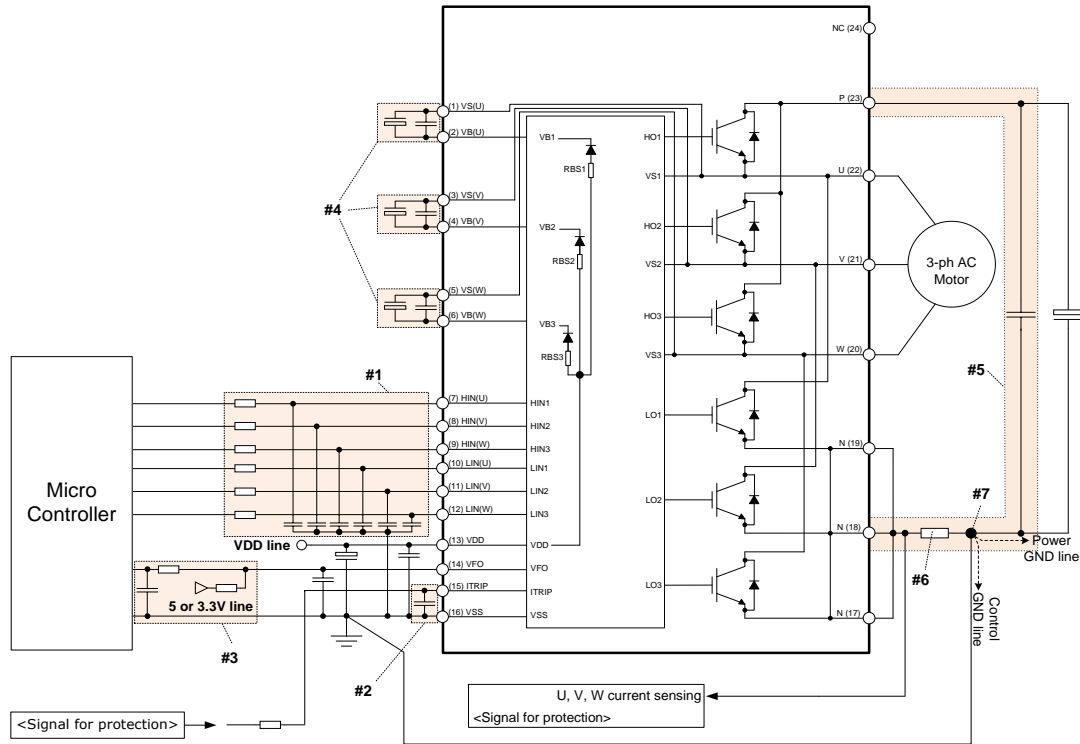 NC (24)
P (23)
(1) VS(U)
(2) VB(U)
VB1
HO1
RBS1
VS1
U (22)
(3) VS(V)
#4
(4) VB(V)
VB2
HO2
RBS2
VS2
V (21)
3-ph AC
Motor
(5) VS(W)
(6) VB(W)
VB3
HO3
RBS3
VS3
W (20)
#1
#5
(7) HIN(U)
HIN1
(8) HIN(V)
HIN2
LO1
(9) HIN(W)
HIN3
N (19)
(10) LIN(U)
LIN1
Micro
Controller
(11) LIN(V)
LIN2
LO2
(12) LIN(W)
LIN3
#7
N (18)
VDD line
(13) VDD
VDD
Power
GND line
(14) VFO
VFO
#6
(15) ITRIP
ITRIP
LO3
5 or 3.3V line
(16) VSS
VSS
N (17)
Control
GND line
#3
#2
U, V, W current sensing
<Signal for protection>
<Signal for protection>